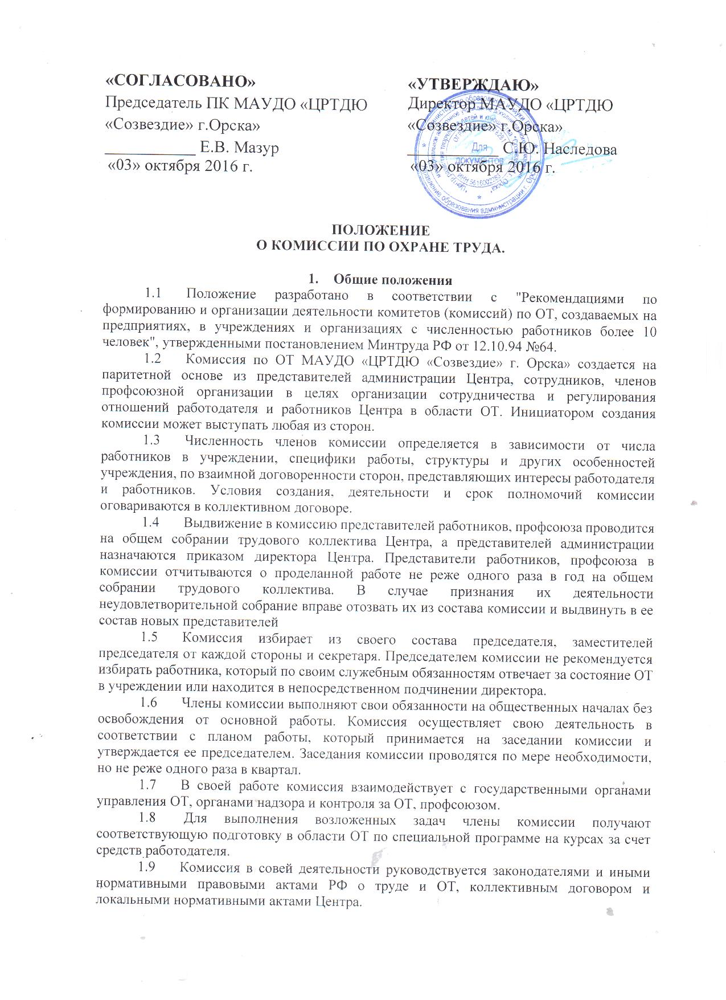 «СОГЛАСОВАНО»
Председатель ПК МАУДО «ЦРТДЮ
«Созвездие» г.Орска»
___________ Е.В. Мазур
«03» октября 2016 г.
«УТВЕРЖДАЮ»
Директор МАУДО «ЦРТДЮ
«Созвездие» г.Орска»
___________ С.Ю. Наследова
«03» октября 2016 г.
Для
ДОКУМЕНТОВ
управление образования администрации г. Орска
ПОЛОЖЕНИЕ
О КОМИССИИ ПО ОХРАНЕ ТРУДА.
1. Общие положения
1.1 Положение разработано в соответствии с "Рекомендациями по
формированию и организации деятельности комитетов (комиссий) по ОТ, создаваемых на
предприятиях, в учреждениях и организациях с численностью работников более 10
человек", утвержденными постановлением Минтруда РФ от 12.10.94 №64.
1.2 Комиссия по ОТ МАУДО «ЦРТДЮ «Созвездие» г. Орска» создается на
паритетной основе из представителей администрации Центра, сотрудников, членов
профсоюзной организации в целях организации сотрудничества и регулирования
отношений работодателя и работников Центра в области ОТ. Инициатором создания
комиссии может выступать любая из сторон.
1.3 Численность членов комиссии определяется в зависимости от числа
работников в учреждении, специфики работы, структуры и других особенностей
учреждения, по взаимной договоренности сторон, представляющих интересы работодателя
и работников. Условия создания, деятельности и срок полномочий комиссии
оговариваются в коллективном договоре.
1.4 Выдвижение в комиссию представителей работников, профсоюза проводится
на общем собрании трудового коллектива Центра, а представителей администрации
назначаются приказом директора Центра. Представители работников, профсоюза в
комиссии отчитываются о проделанной работе не реже одного раза в год на общем
собрании трудового коллектива. В случае признания их деятельности
неудовлетворительной собрание вправе отозвать их из состава комиссии и выдвинуть в ее
состав новых представителей
1.5 Комиссия избирает из своего состава председателя, заместителей
председателя от каждой стороны и секретаря. Председателем комиссии не рекомендуется
избирать работника, который по своим служебным обязанностям отвечает за состояние ОТ
в учреждении или находится в непосредственном подчинении директора.
1.6 Члены комиссии выполняют свои обязанности на общественных началах без
освобождения от основной работы. Комиссия осуществляет свою деятельность в
соответствии с планом работы, который принимается на заседании комиссии и
утверждается ее председателем. Заседания комиссии проводятся по мере необходимости,
но не реже одного раза в квартал.
1.7 В своей работе комиссия взаимодействует с государственными органами
управления ОТ, органами надзора и контроля за ОТ, профсоюзом.
1.8 Для выполнения возложенных задач члены комиссии получают
соответствующую подготовку в области ОТ по специальной программе на курсах за счет
средств работодателя.
1.9 Комиссия в совей деятельности руководствуется законодателями и иными
нормативными правовыми актами РФ о труде и ОТ, коллективным договором и
локальными нормативными актами Центра.